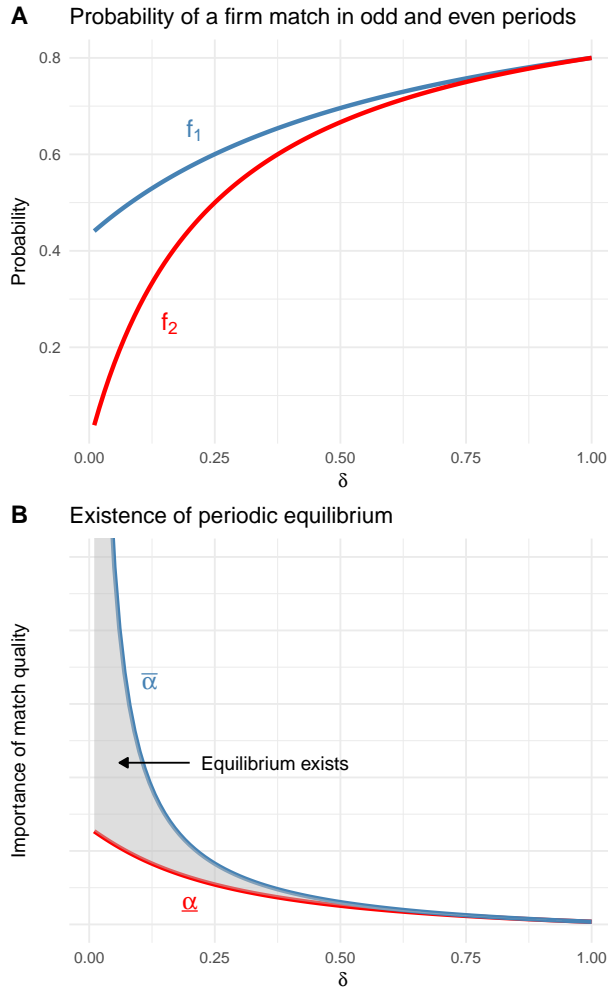 A Probability of a firm match in odd and even periods
Probability
0.8
0.6
0.4
0.2
f₁
f₂
0.00 0.25 0.50 0.75 1.00
δ
B Existence of periodic equilibrium
Importance of match quality
α̅
Equilibrium exists
α̲
0.00 0.25 0.50 0.75 1.00
δ